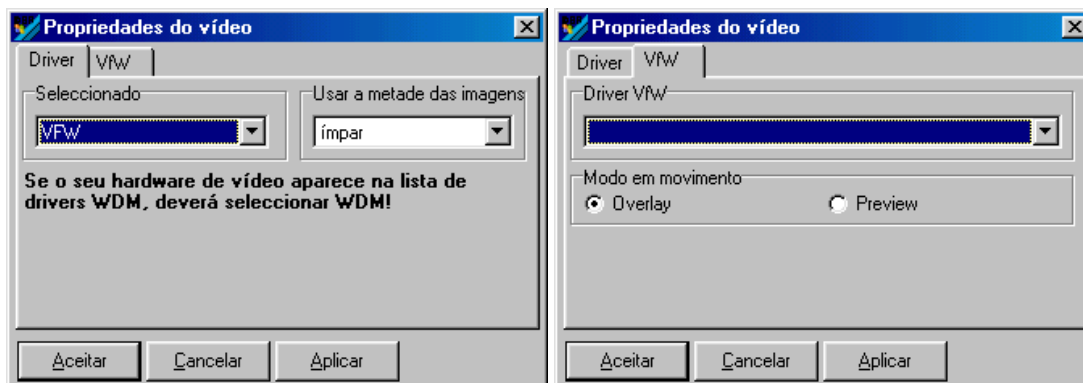 Propriedades do vídeo
Driver VfW
Seleccionado
VFW
Usar a metade das imagens
ímpar
Se o seu hardware de vídeo aparece na lista de
drivers WDM, deverá seleccionar WDM!
Aceitar Cancelar Aplicar
Propriedades do vídeo
Driver VfW
Driver VfW
Modo em movimento
Overlay Preview
Aceitar Cancelar Aplicar